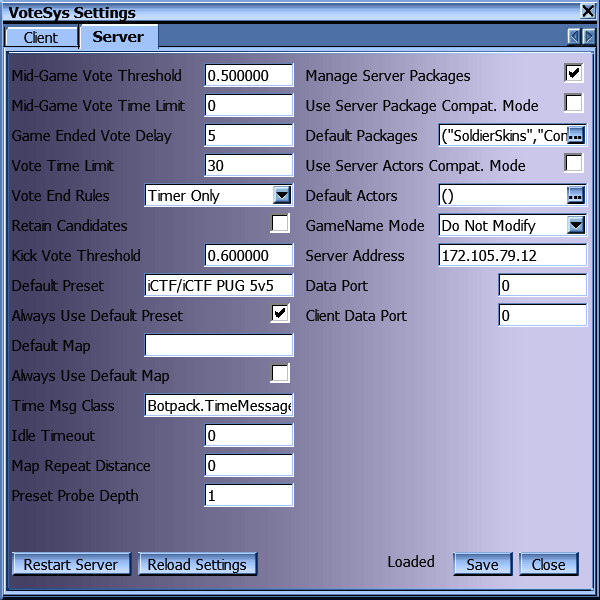 VoteSys Settings
Client
Server
Mid-Game Vote Threshold 0.500000
Mid-Game Vote Time Limit 0
Game Ended Vote Delay 5
Vote Time Limit 30
Vote End Rules Timer Only
Retain Candidates
Kick Vote Threshold 0.600000
Default Preset iCTF/iCTF PUG 5v5
Always Use Default Preset
Default Map
Always Use Default Map
Time Msg Class Botpack.TimeMessage
Idle Timeout 0
Map Repeat Distance 0
Preset Probe Depth 1
Manage Server Packages
Use Server Package Compat. Mode
Default Packages ("SoldierSkins","Cor ...
Use Server Actors Compat. Mode
Default Actors () ...
GameName Mode Do Not Modify
Server Address 172.105.79.12
Data Port 0
Client Data Port 0
Restart Server
Reload Settings
Loaded
Save
Close